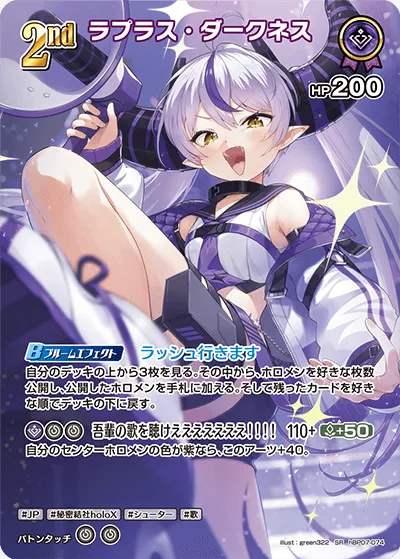 2nd
ラプラス・ダークネス
HP200
B ブルームエフェクト ラッシュ行きます
自分のデッキの上から3枚を見る。その中から、ホロメンを好きな枚数
公開し、公開したホロメンを手札に加える。そして残ったカードを好き
な順でデッキの下に戻す。
吾輩の歌を聴けえええええええ!!!! 110+ +50
自分のセンターホロメンの色が紫なら、このアーツ+40。
#JP #秘密結社holoX #シューター #歌
バトンタッチ
illust : green322 SR hBP07-074